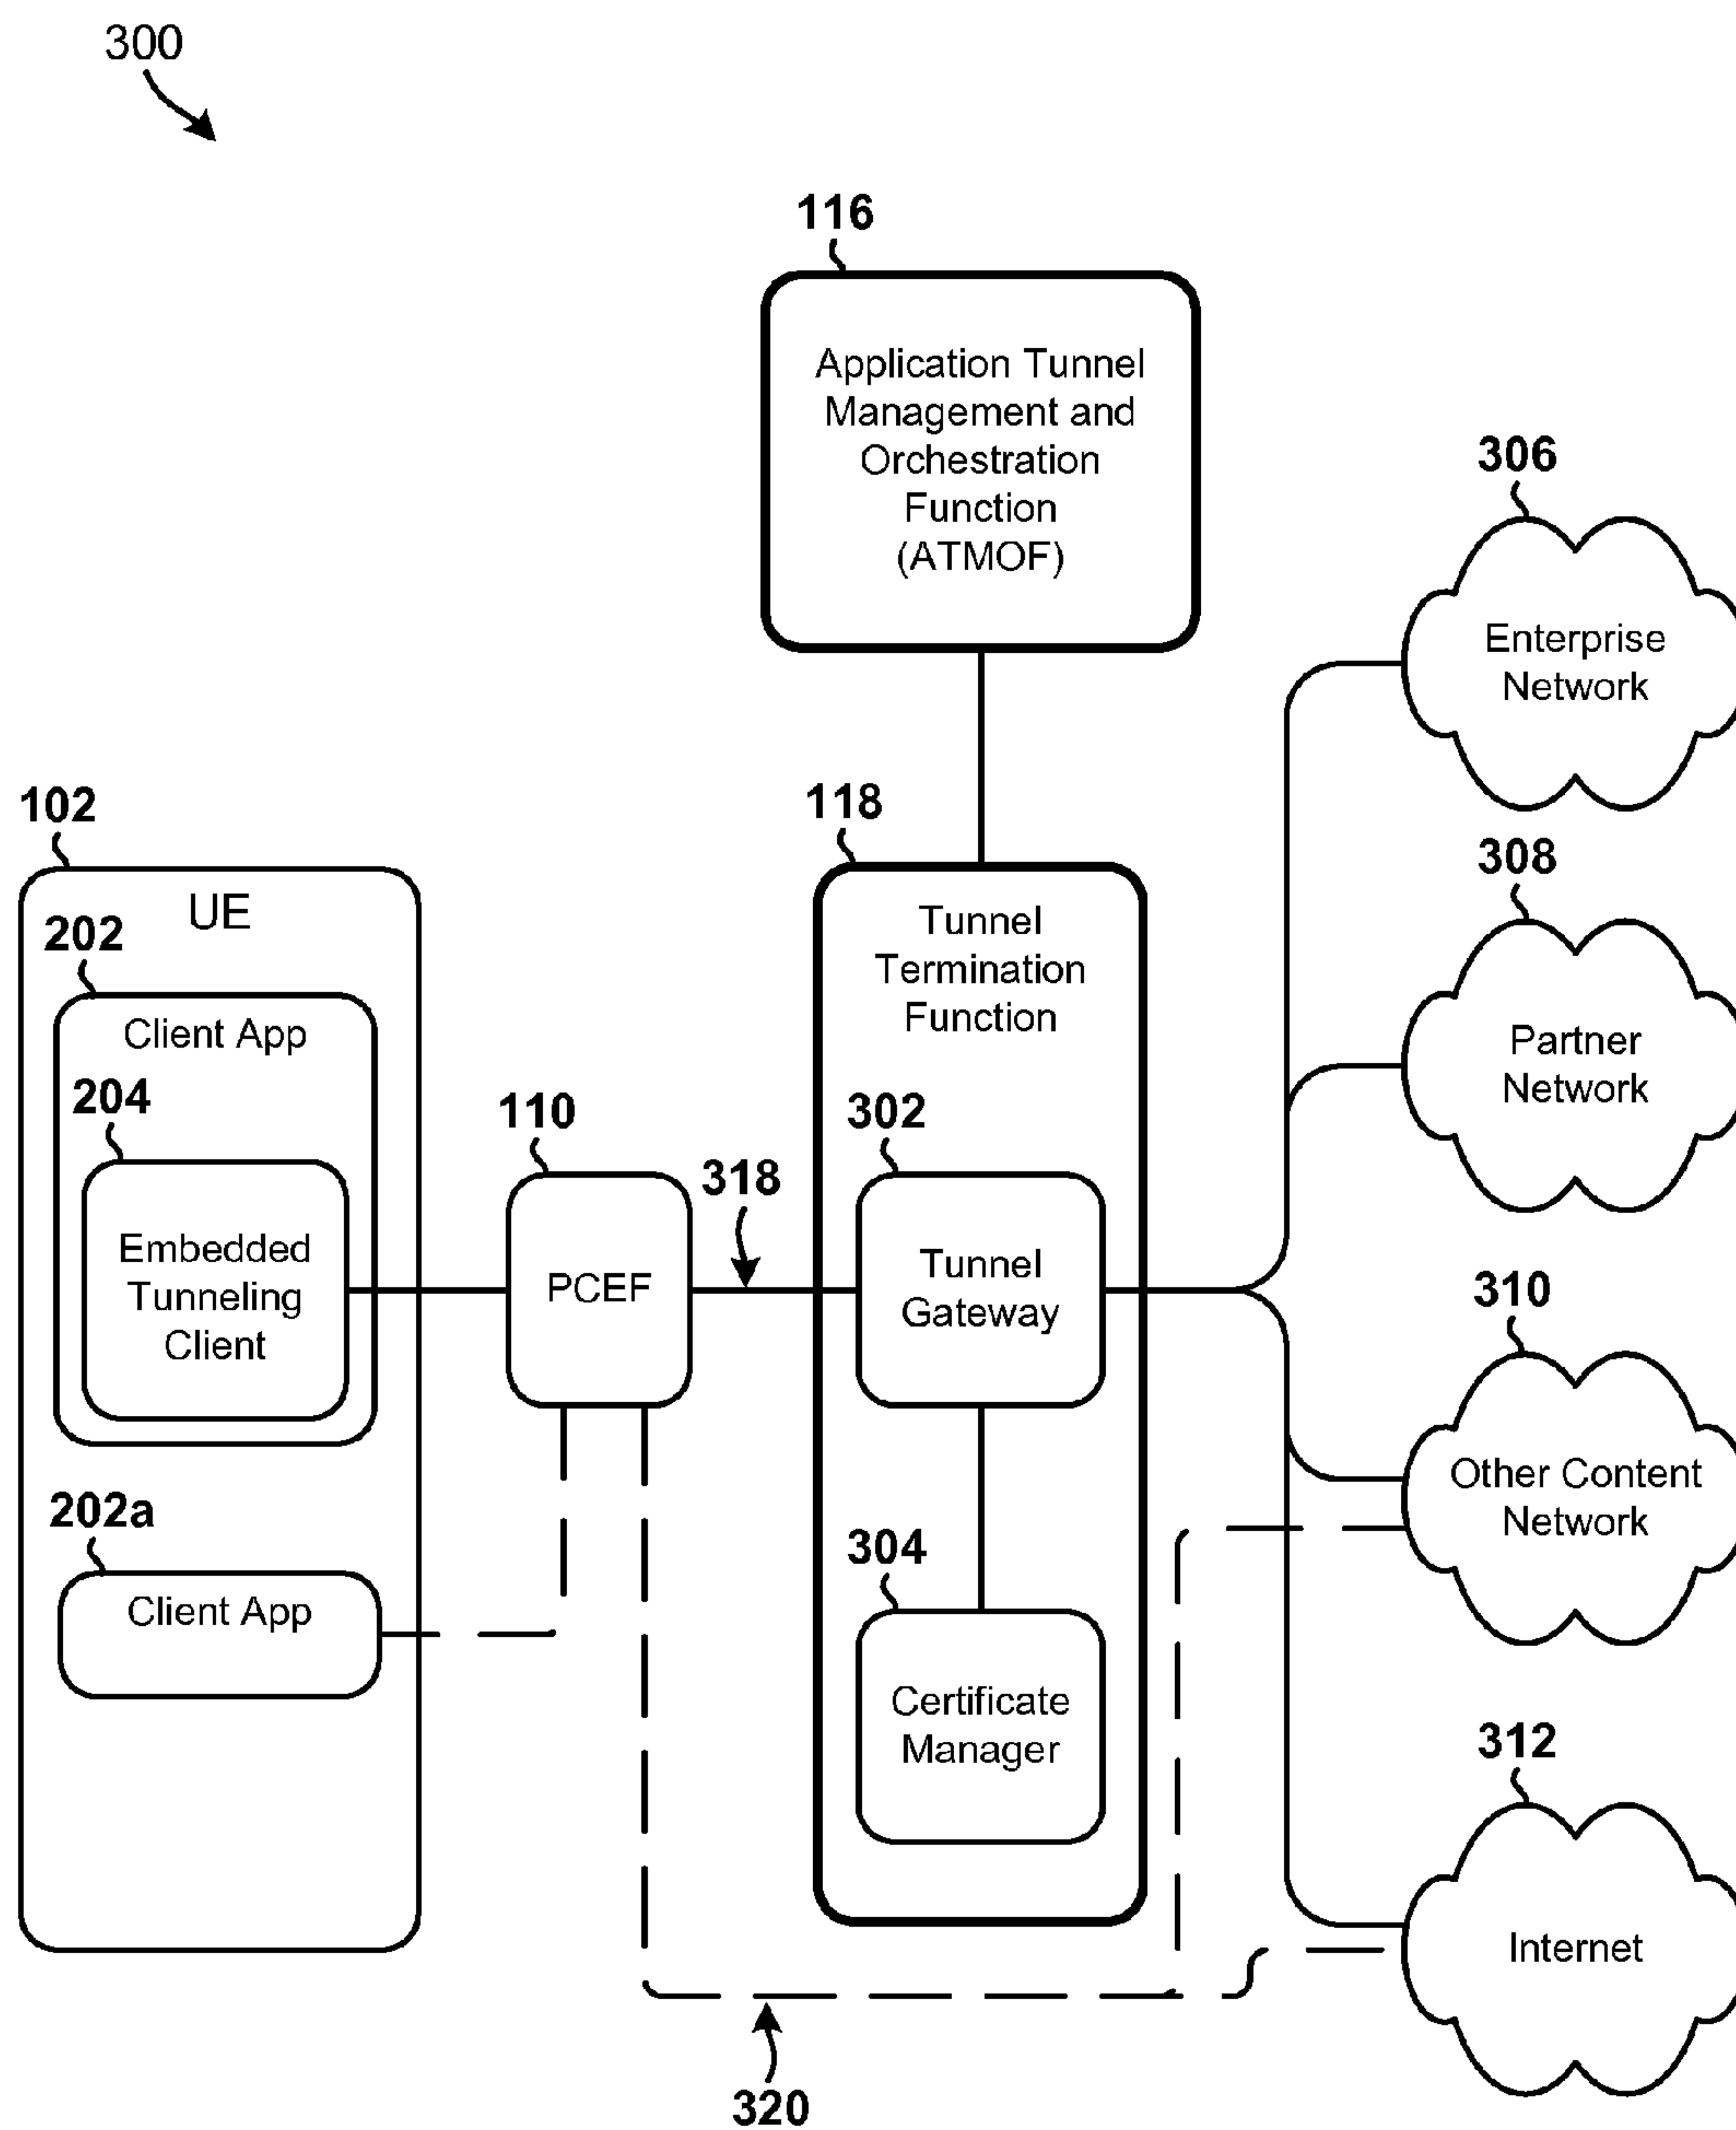 300
116
Application Tunnel
Management and
Orchestration
Function
(ATMOF)
306
Enterprise
Network
102
UE
118
Tunnel
Termination
Function
308
Partner
Network
202
Client App
204
Embedded
Tunneling
Client
110
PCEF
318
302
Tunnel
Gateway
310
Other Content
Network
202a
Client App
304
Certificate
Manager
312
Internet
320